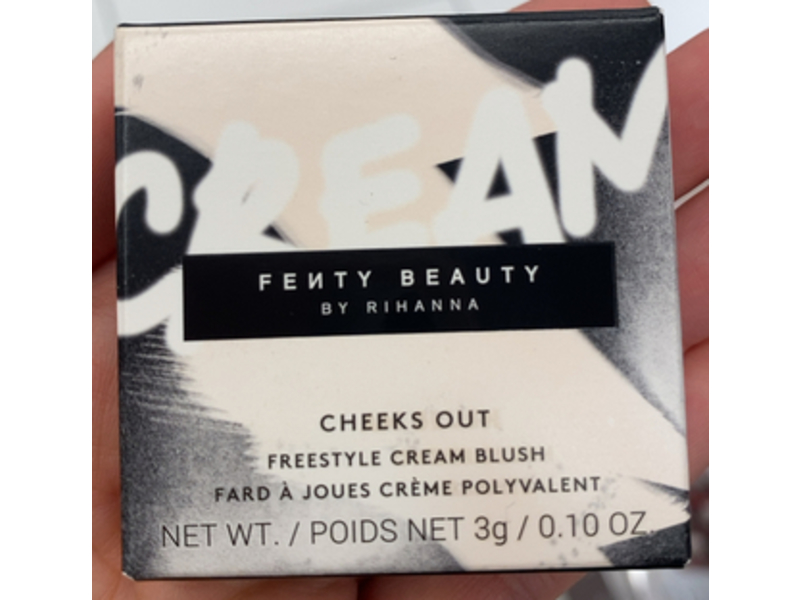 CREAM
FEИTY BEAUTY
BY RIHANNA
CHEEKS OUT
FREESTYLE CREAM BLUSH
FARD À JOUES CRÈME POLYVALENT
NET WT. / POIDS NET 3g / 0.10 OZ.